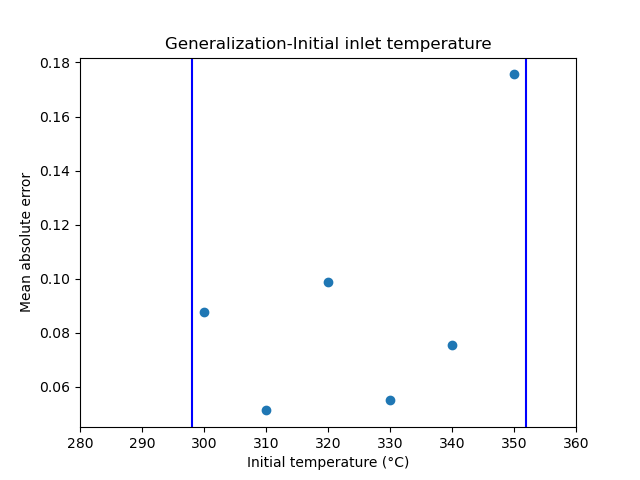 Generalization-Initial inlet temperature
0.18
0.16
0.14
0.12
0.10
0.08
0.06
Mean absolute error
280 290 300 310 320 330 340 350 360
Initial temperature (°C)